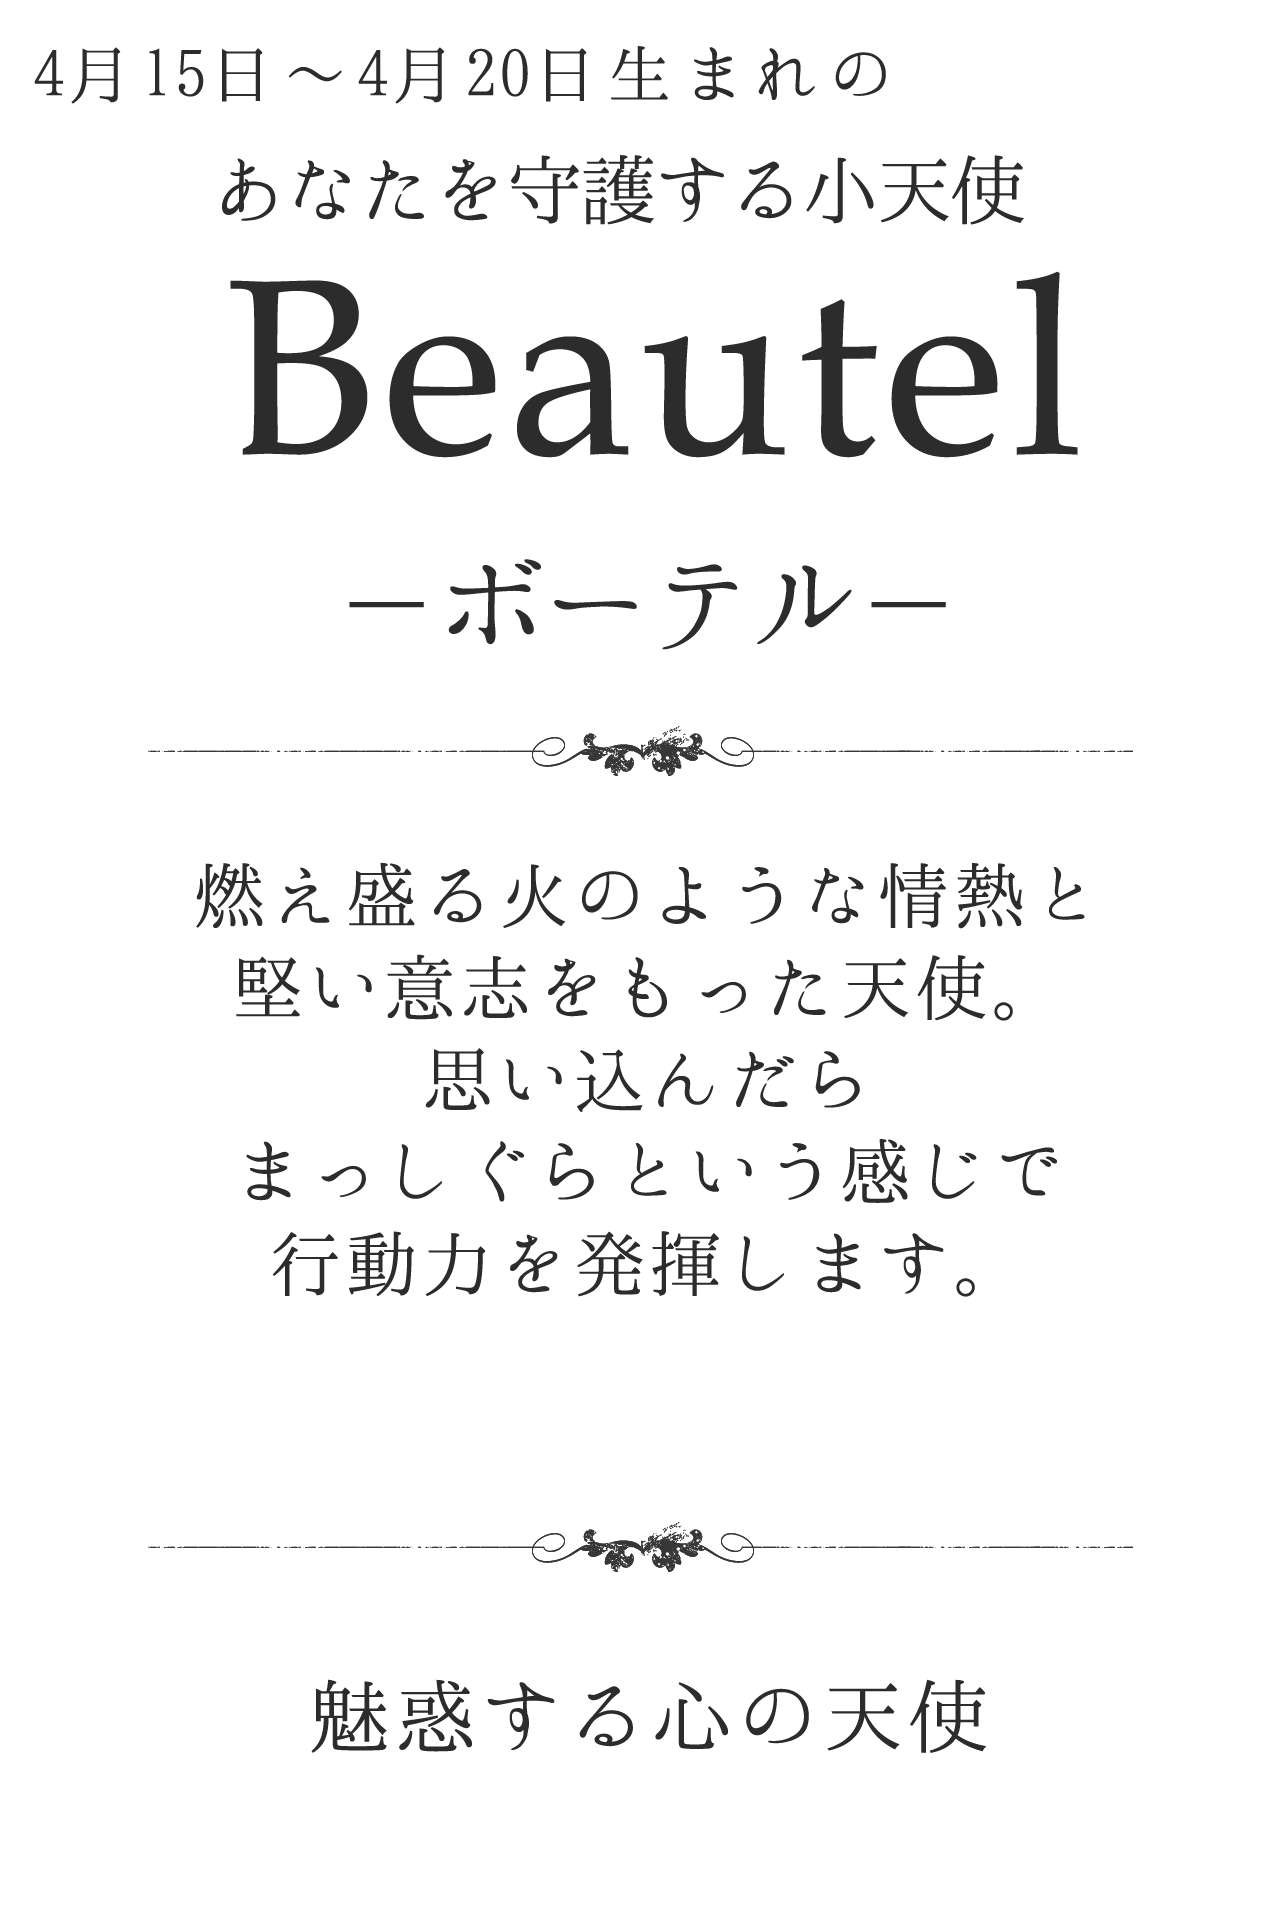 4月15日～4月20日生まれの
あなたを守護する小天使
Beautel
－ボーテル－
燃え盛る火のような情熱と
堅い意志をもった天使。
思い込んだら
まっしぐらという感じで
行動力を発揮します。
魅惑する心の天使